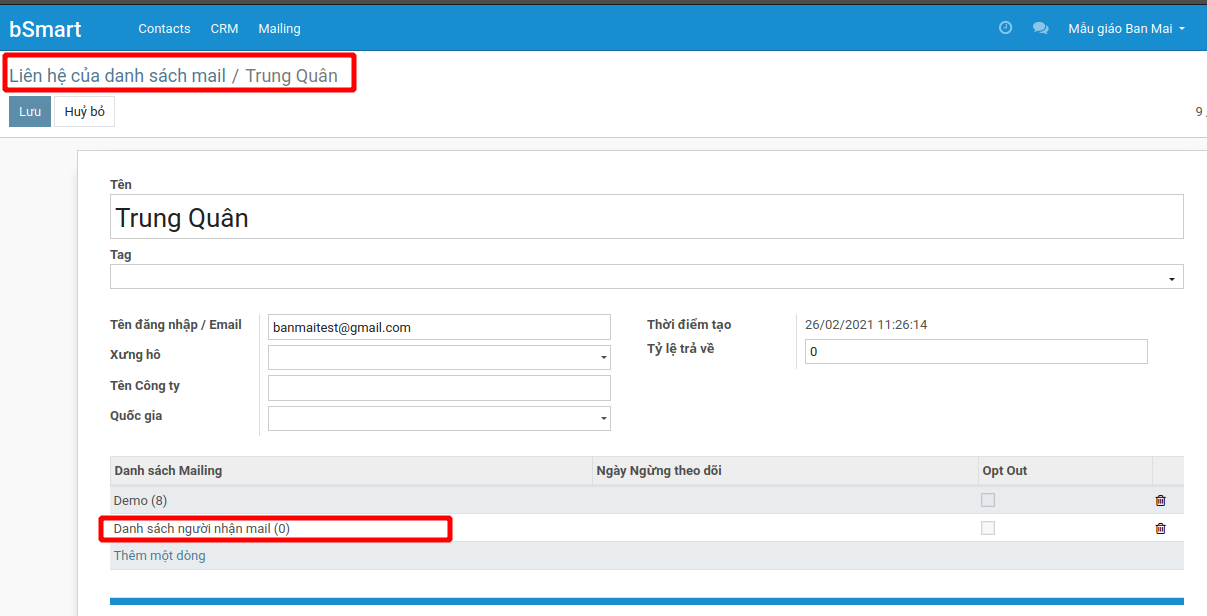 bSmart Contacts CRM Mailing Mẫu giáo Ban Mai
Liên hệ của danh sách mail / Trung Quân
Lưu Huỷ bỏ 9 /
Tên
Trung Quân
Tag
Tên đăng nhập / Email banmaitest@gmail.com Thời điểm tạo 26/02/2021 11:26:14
Xưng hô Tỷ lệ trả về 0
Tên Công ty
Quốc gia
Danh sách Mailing Ngày Ngừng theo dõi Opt Out
Demo (8)
Danh sách người nhận mail (0)
Thêm một dòng